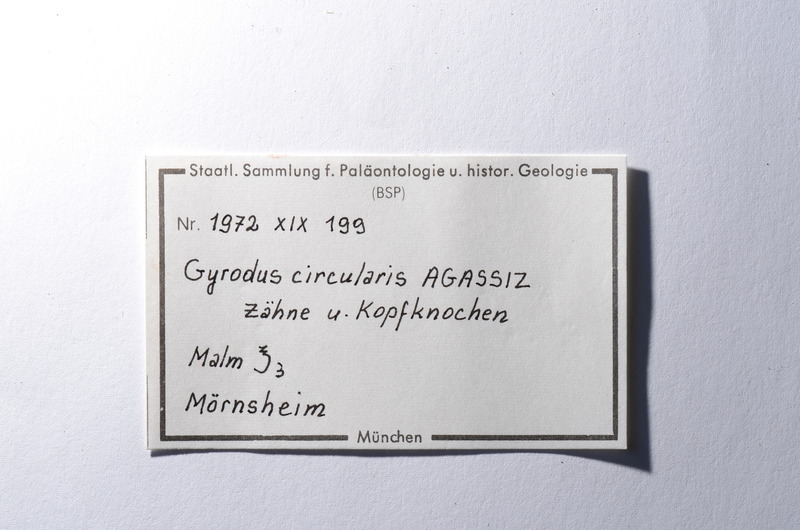 Staatl. Sammlung f. Paläontologie u. histor. Geologie
(BSP)
Nr. 1972 XIX 199
Gyrodus circularis AGASSIZ
Zähne u. Kopfknochen
Malm ζ3
Mörnsheim
München